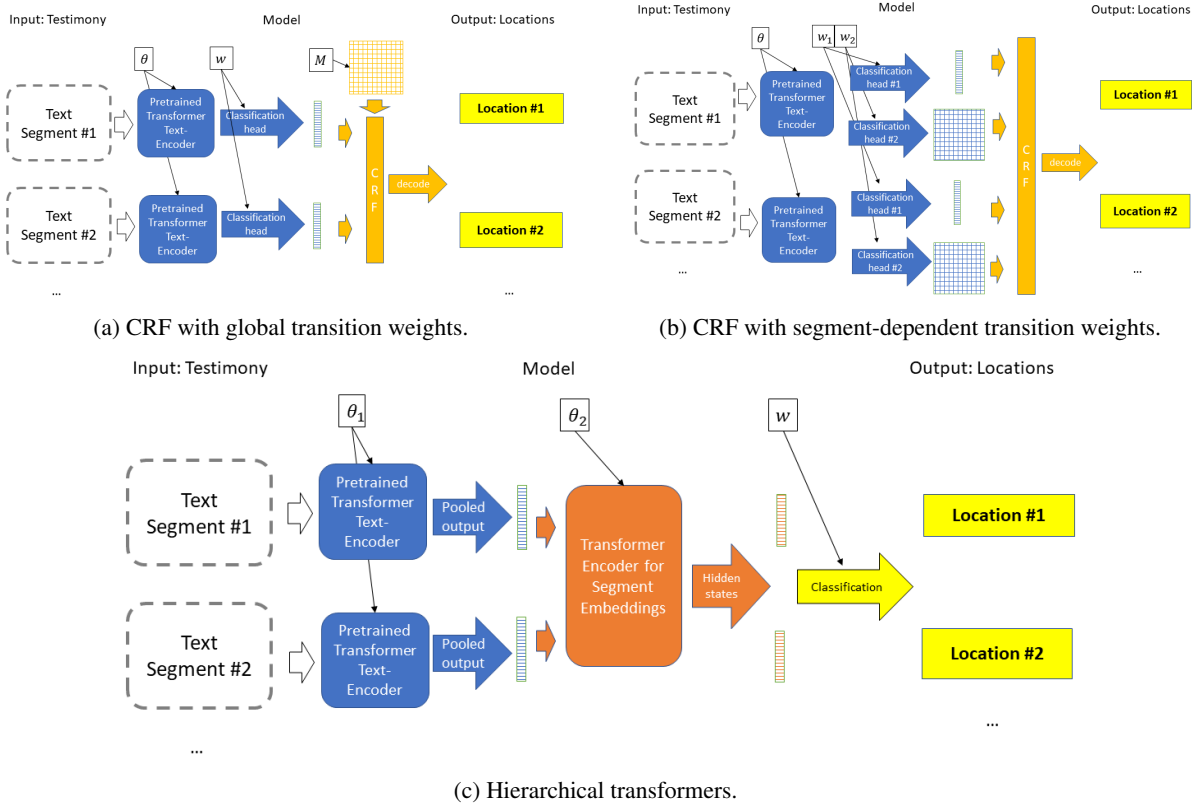 Input: Testimony
Model
Output: Locations
θ
w
M
Text
Segment #1
Pretrained
Transformer
Text-
Encoder
Classification
head
C
R
F
decode
Location #1
Text
Segment #2
Pretrained
Transformer
Text-
Encoder
Classification
head
Location #2
...
...
(a) CRF with global transition weights.
Input: Testimony
Model
Output: Locations
θ
w₁
w₂
Text
Segment #1
Pretrained
Transformer
Text-
Encoder
Classification
head #1
Classification
head #2
C
R
F
decode
Location #1
Text
Segment #2
Pretrained
Transformer
Text-
Encoder
Classification
head #1
Classification
head #2
Location #2
...
...
(b) CRF with segment-dependent transition weights.
Input: Testimony
Model
Output: Locations
θ₁
θ₂
w
Text
Segment #1
Pretrained
Transformer
Text-
Encoder
Pooled
output
Transformer
Encoder for
Segment
Embeddings
Hidden
states
Classification
Location #1
Text
Segment #2
Pretrained
Transformer
Text-
Encoder
Pooled
output
Location #2
...
...
(c) Hierarchical transformers.